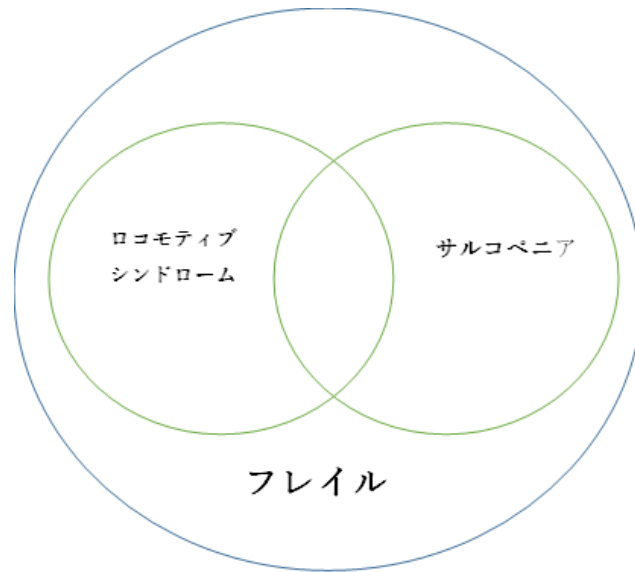 ロコモティブ
シンドローム
サルコペニア
フレイル